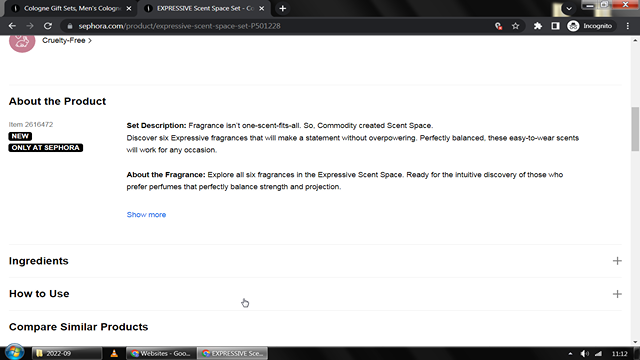 Cologne Gift Sets, Men's Cologne
EXPRESSIVE Scent Space Set - Co
sephora.com/product/expressive-scent-space-set-P501228
Incognito
Cruelty-Free >
About the Product
Item 2616472
NEW
ONLY AT SEPHORA
Set Description: Fragrance isn't one-scent-fits-all. So, Commodity created Scent Space.
Discover six Expressive fragrances that will make a statement without overpowering. Perfectly balanced, these easy-to-wear scents
will work for any occasion.
About the Fragrance: Explore all six fragrances in the Expressive Scent Space. Ready for the intuitive discovery of those who
prefer perfumes that perfectly balance strength and projection.
Show more
Ingredients
How to Use
Compare Similar Products
2022-09
Websites - Goo...
EXPRESSIVE Sce...
11:12